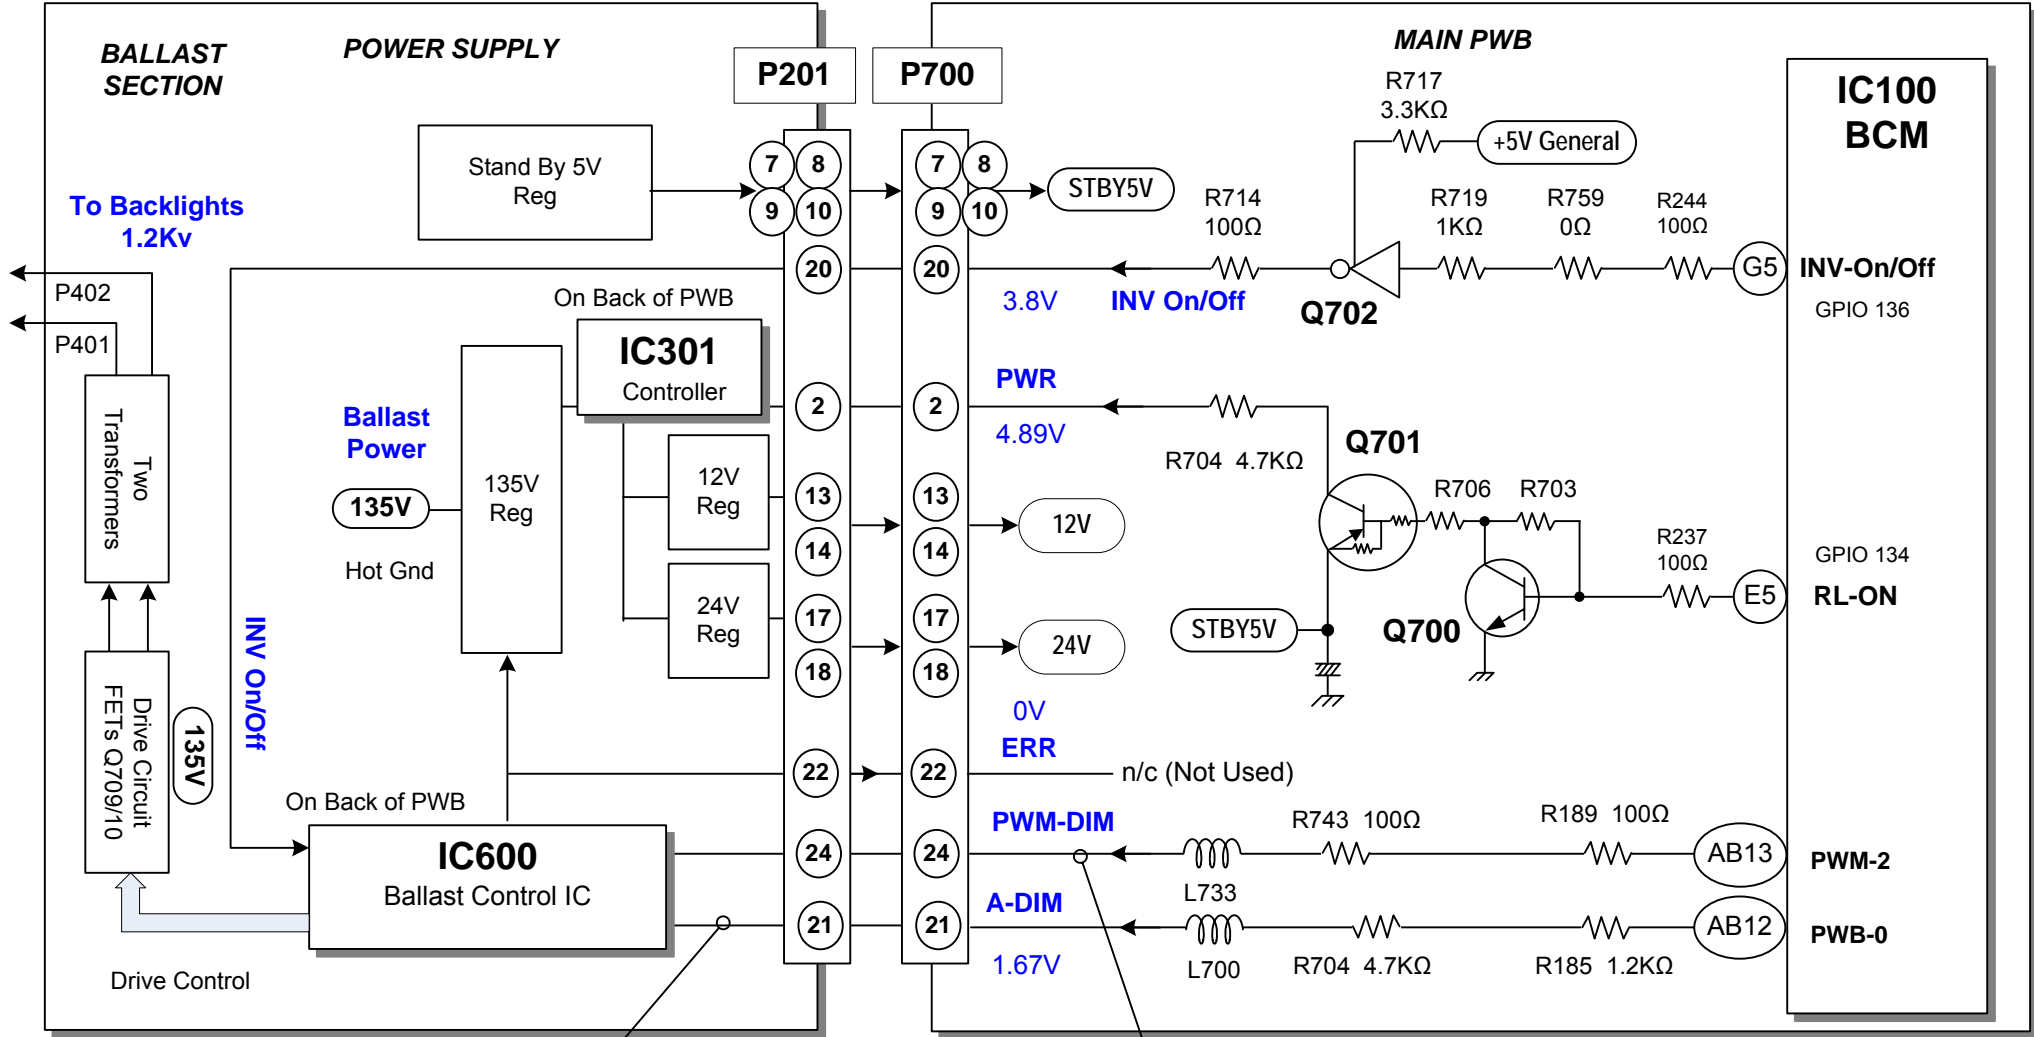 BALLAST
SECTION
POWER SUPPLY
P201
P700
MAIN PWB
IC100
BCM
R717
3.3KΩ
+5V General
Stand By 5V
Reg
7
8
9
10
7
8
9
10
STBY5V
To Backlights
1.2Kv
R714
100Ω
R719
1KΩ
R759
0Ω
R244
100Ω
20
20
G5
INV-On/Off
GPIO 136
3.8V
INV On/Off
Q702
P402
P401
On Back of PWB
IC301
Controller
PWR
2
2
4.89V
R704 4.7KΩ
Q701
Two
Transformers
Ballast
Power
135V
Hot Gnd
135V
Reg
12V
Reg
13
14
13
14
12V
R706
R703
R237
100Ω
GPIO 134
E5
RL-ON
24V
Reg
17
18
17
18
24V
STBY5V
Q700
INV On/Off
Drive Circuit
FETs Q709/10
135V
0V
ERR
22
22
n/c (Not Used)
On Back of PWB
IC600
Ballast Control IC
PWM-DIM
24
24
R743 100Ω
R189 100Ω
AB13
PWM-2
L733
A-DIM
21
21
AB12
PWB-0
1.67V
L700
R704 4.7KΩ
R185 1.2KΩ
Drive Control